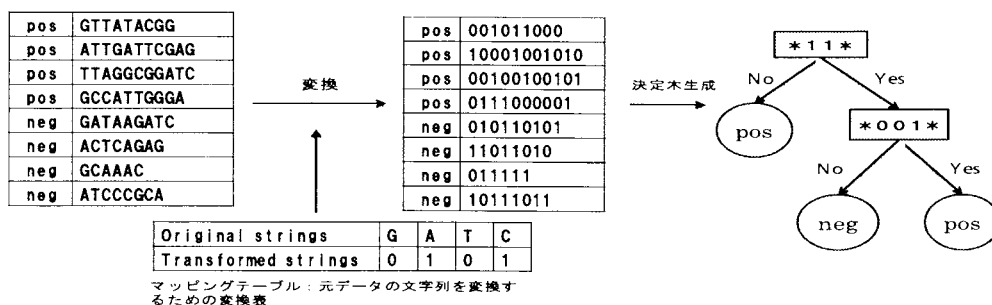 pos GTTATACGG
pos ATTGATTCGAG
pos TTAGGCGGATC
pos GCCATTGGGA
neg GATAAGATC
neg ACTCAGAG
neg GCAAAC
neg ATCCCGCA
変換
pos 001011000
pos 10001001010
pos 00100100101
pos 0111000001
neg 010110101
neg 11011010
neg 011111
neg 10111011
決定木生成
*11*
No
Yes
pos
*001*
No
Yes
neg
pos
Original strings G A T C
Transformed strings 0 1 0 1
マッピングテーブル：元データの文字列を変換す
るための変換表